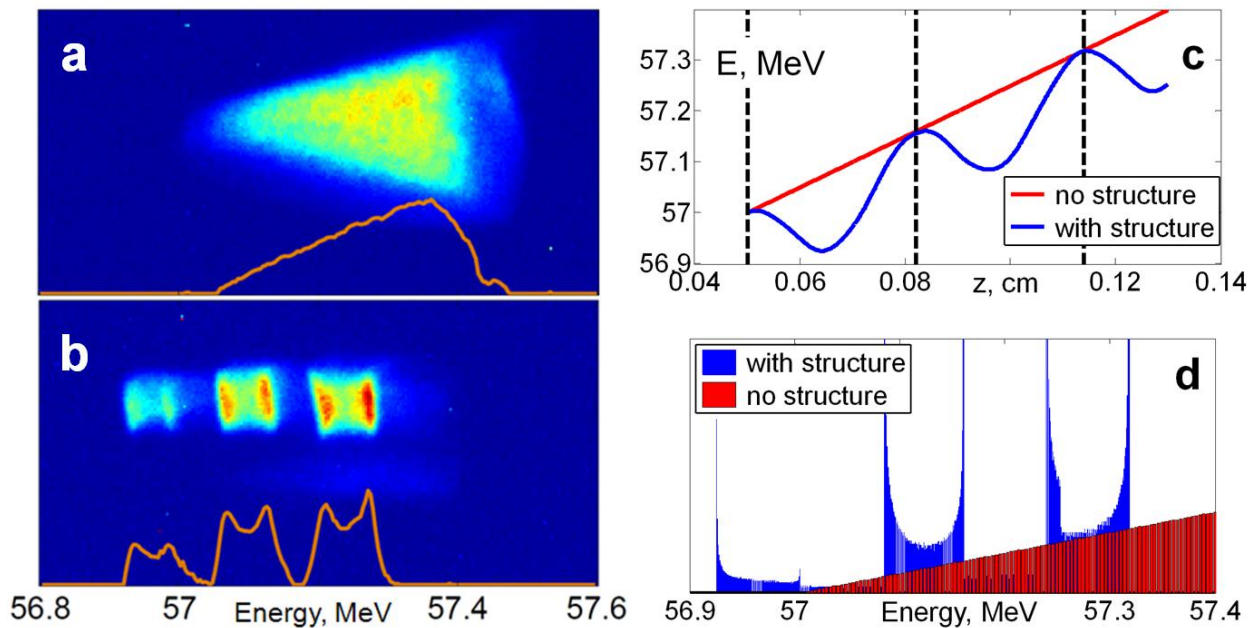 a
b
56.8 57 Energy, MeV 57.4 57.6
c
E, MeV
57.3
57.2
57.1
57
56.9
0.04 0.06 0.08 0.1 z, cm 0.12 0.14
no structure
with structure
d
with structure
no structure
56.9 57 Energy, MeV 57.3 57.4